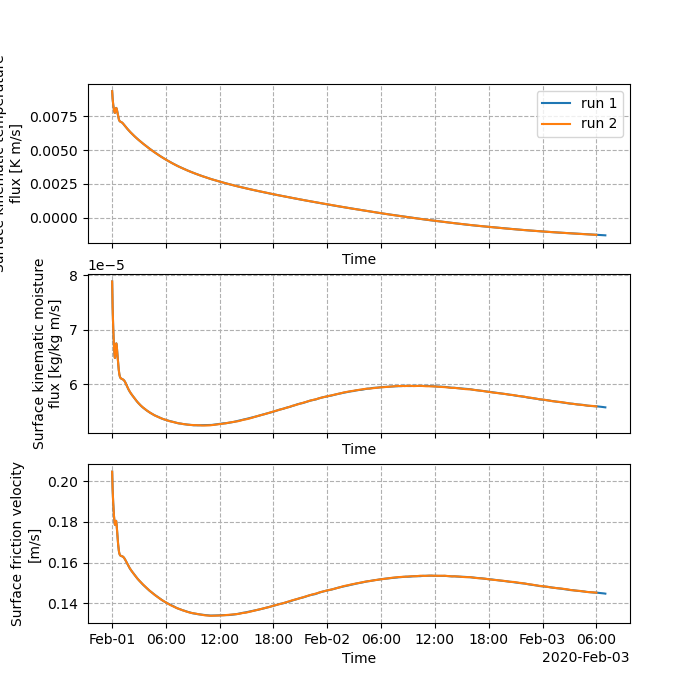 Surface kinematic temperature
flux [K m/s]
0.0075
0.0050
0.0025
0.0000
run 1
run 2
Time
1e−5
Surface kinematic moisture
flux [kg/kg m/s]
8
7
6
Time
Surface friction velocity
[m/s]
0.20
0.18
0.16
0.14
Feb-01 06:00 12:00 18:00 Feb-02 06:00 12:00 18:00 Feb-03 06:00
Time
2020-Feb-03